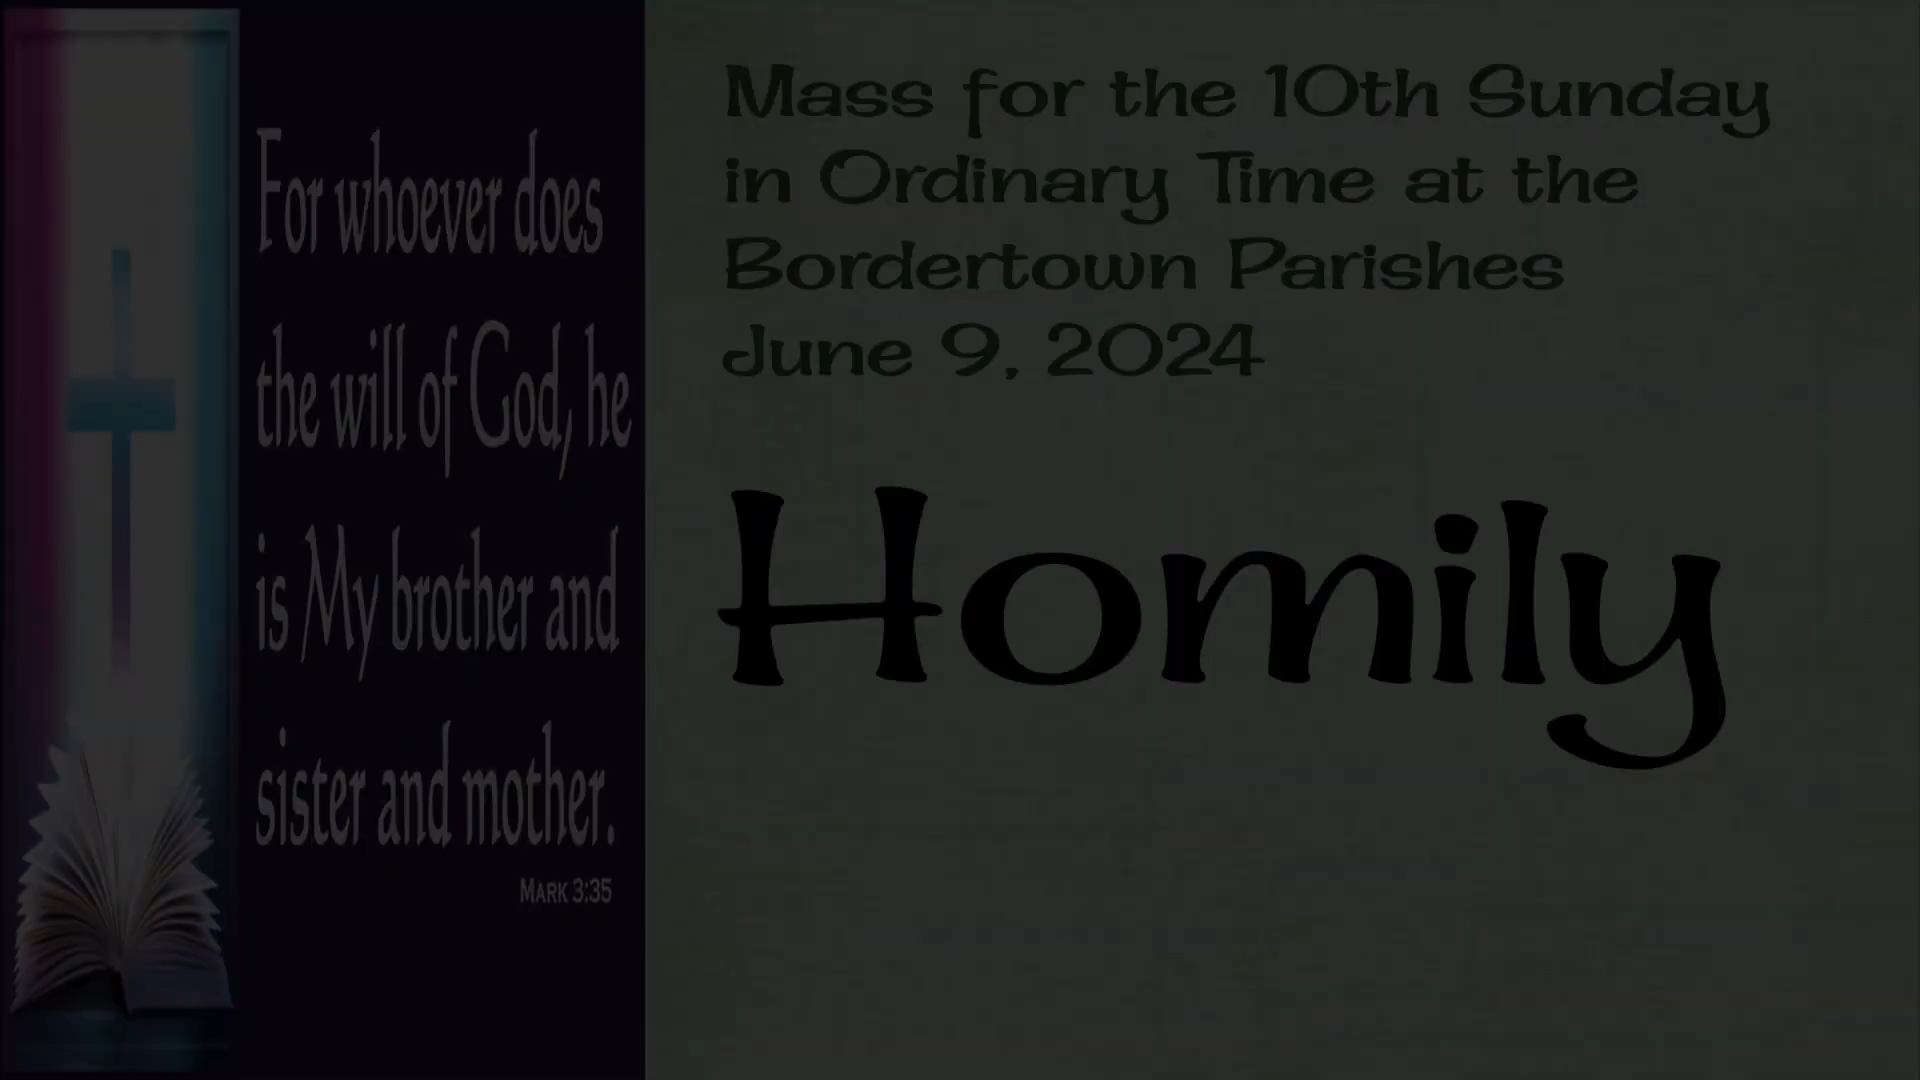 For whoever does
the will of God, he
is My brother and
sister and mother.
Mark 3:35
Mass for the 10th Sunday
in Ordinary Time at the
Bordertown Parishes
June 9, 2024
Homily